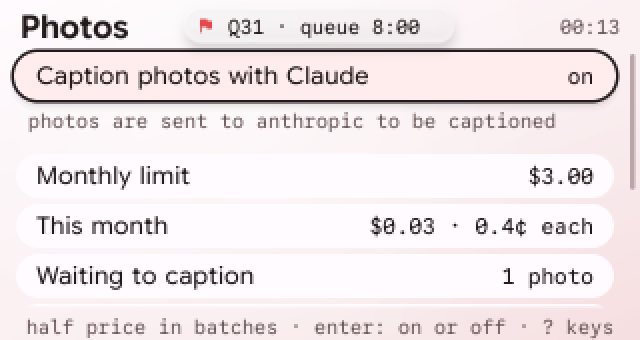 Photos Q31 · queue 8:00 00:13
Caption photos with Claude on
photos are sent to anthropic to be captioned
Monthly limit $3.00
This month $0.03 · 0.4¢ each
Waiting to caption 1 photo
half price in batches · enter: on or off · ? keys